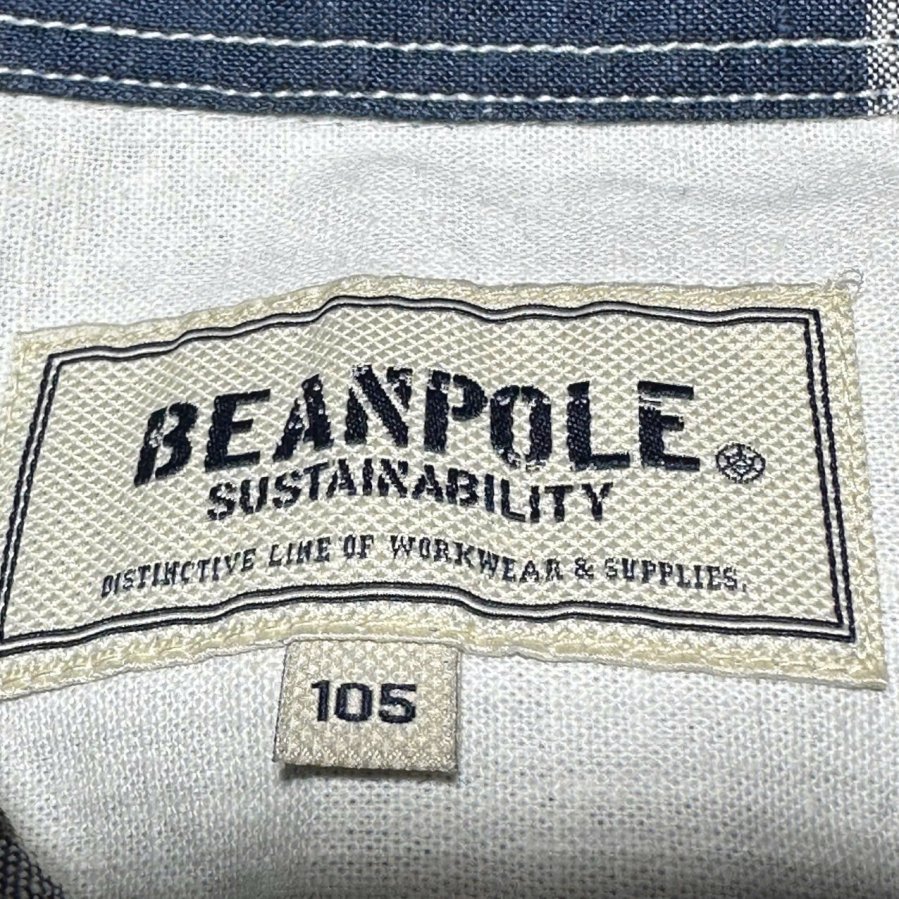 BEANPOLE
SUSTAINABILITY
DISTINCTIVE LINE OF WORKWEAR & SUPPLIES.
105